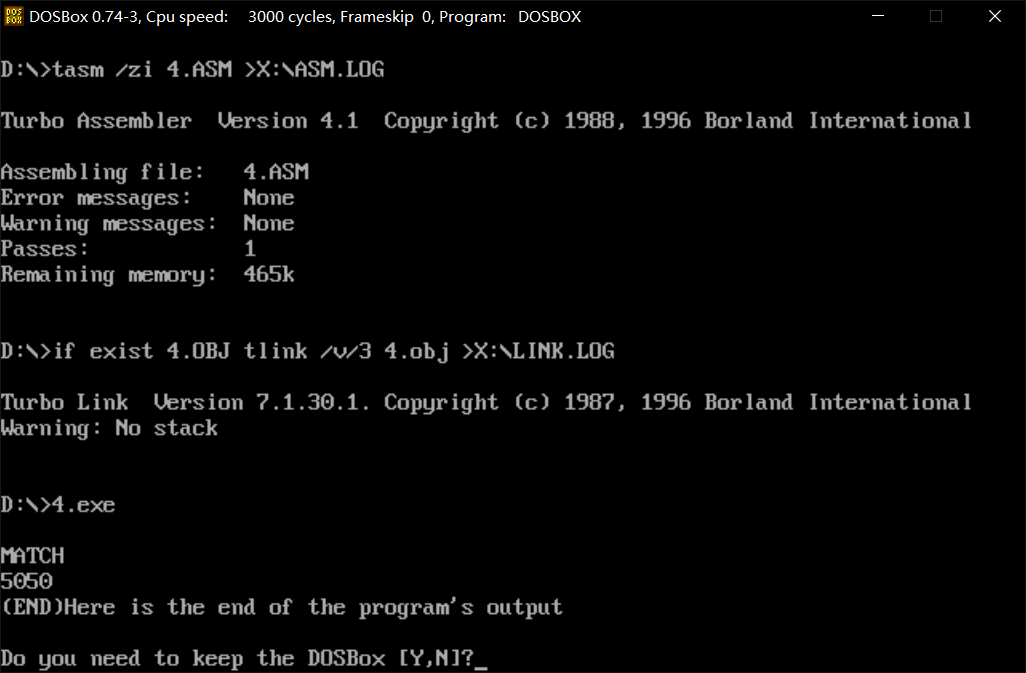 DOS
BOX
DOSBox 0.74-3, Cpu speed:    3000 cycles, Frameskip  0, Program:   DOSBOX
D:\>tasm /zi 4.ASM >X:\ASM.LOG
Turbo Assembler  Version 4.1  Copyright (c) 1988, 1996 Borland International
Assembling file:   4.ASM
Error messages:    None
Warning messages:  None
Passes:            1
Remaining memory:  465k
D:\>if exist 4.OBJ tlink /v/3 4.obj >X:\LINK.LOG
Turbo Link  Version 7.1.30.1. Copyright (c) 1987, 1996 Borland International
Warning: No stack
D:\>4.exe
MATCH
5050
(END)Here is the end of the program's output
Do you need to keep the DOSBox [Y,N]?_